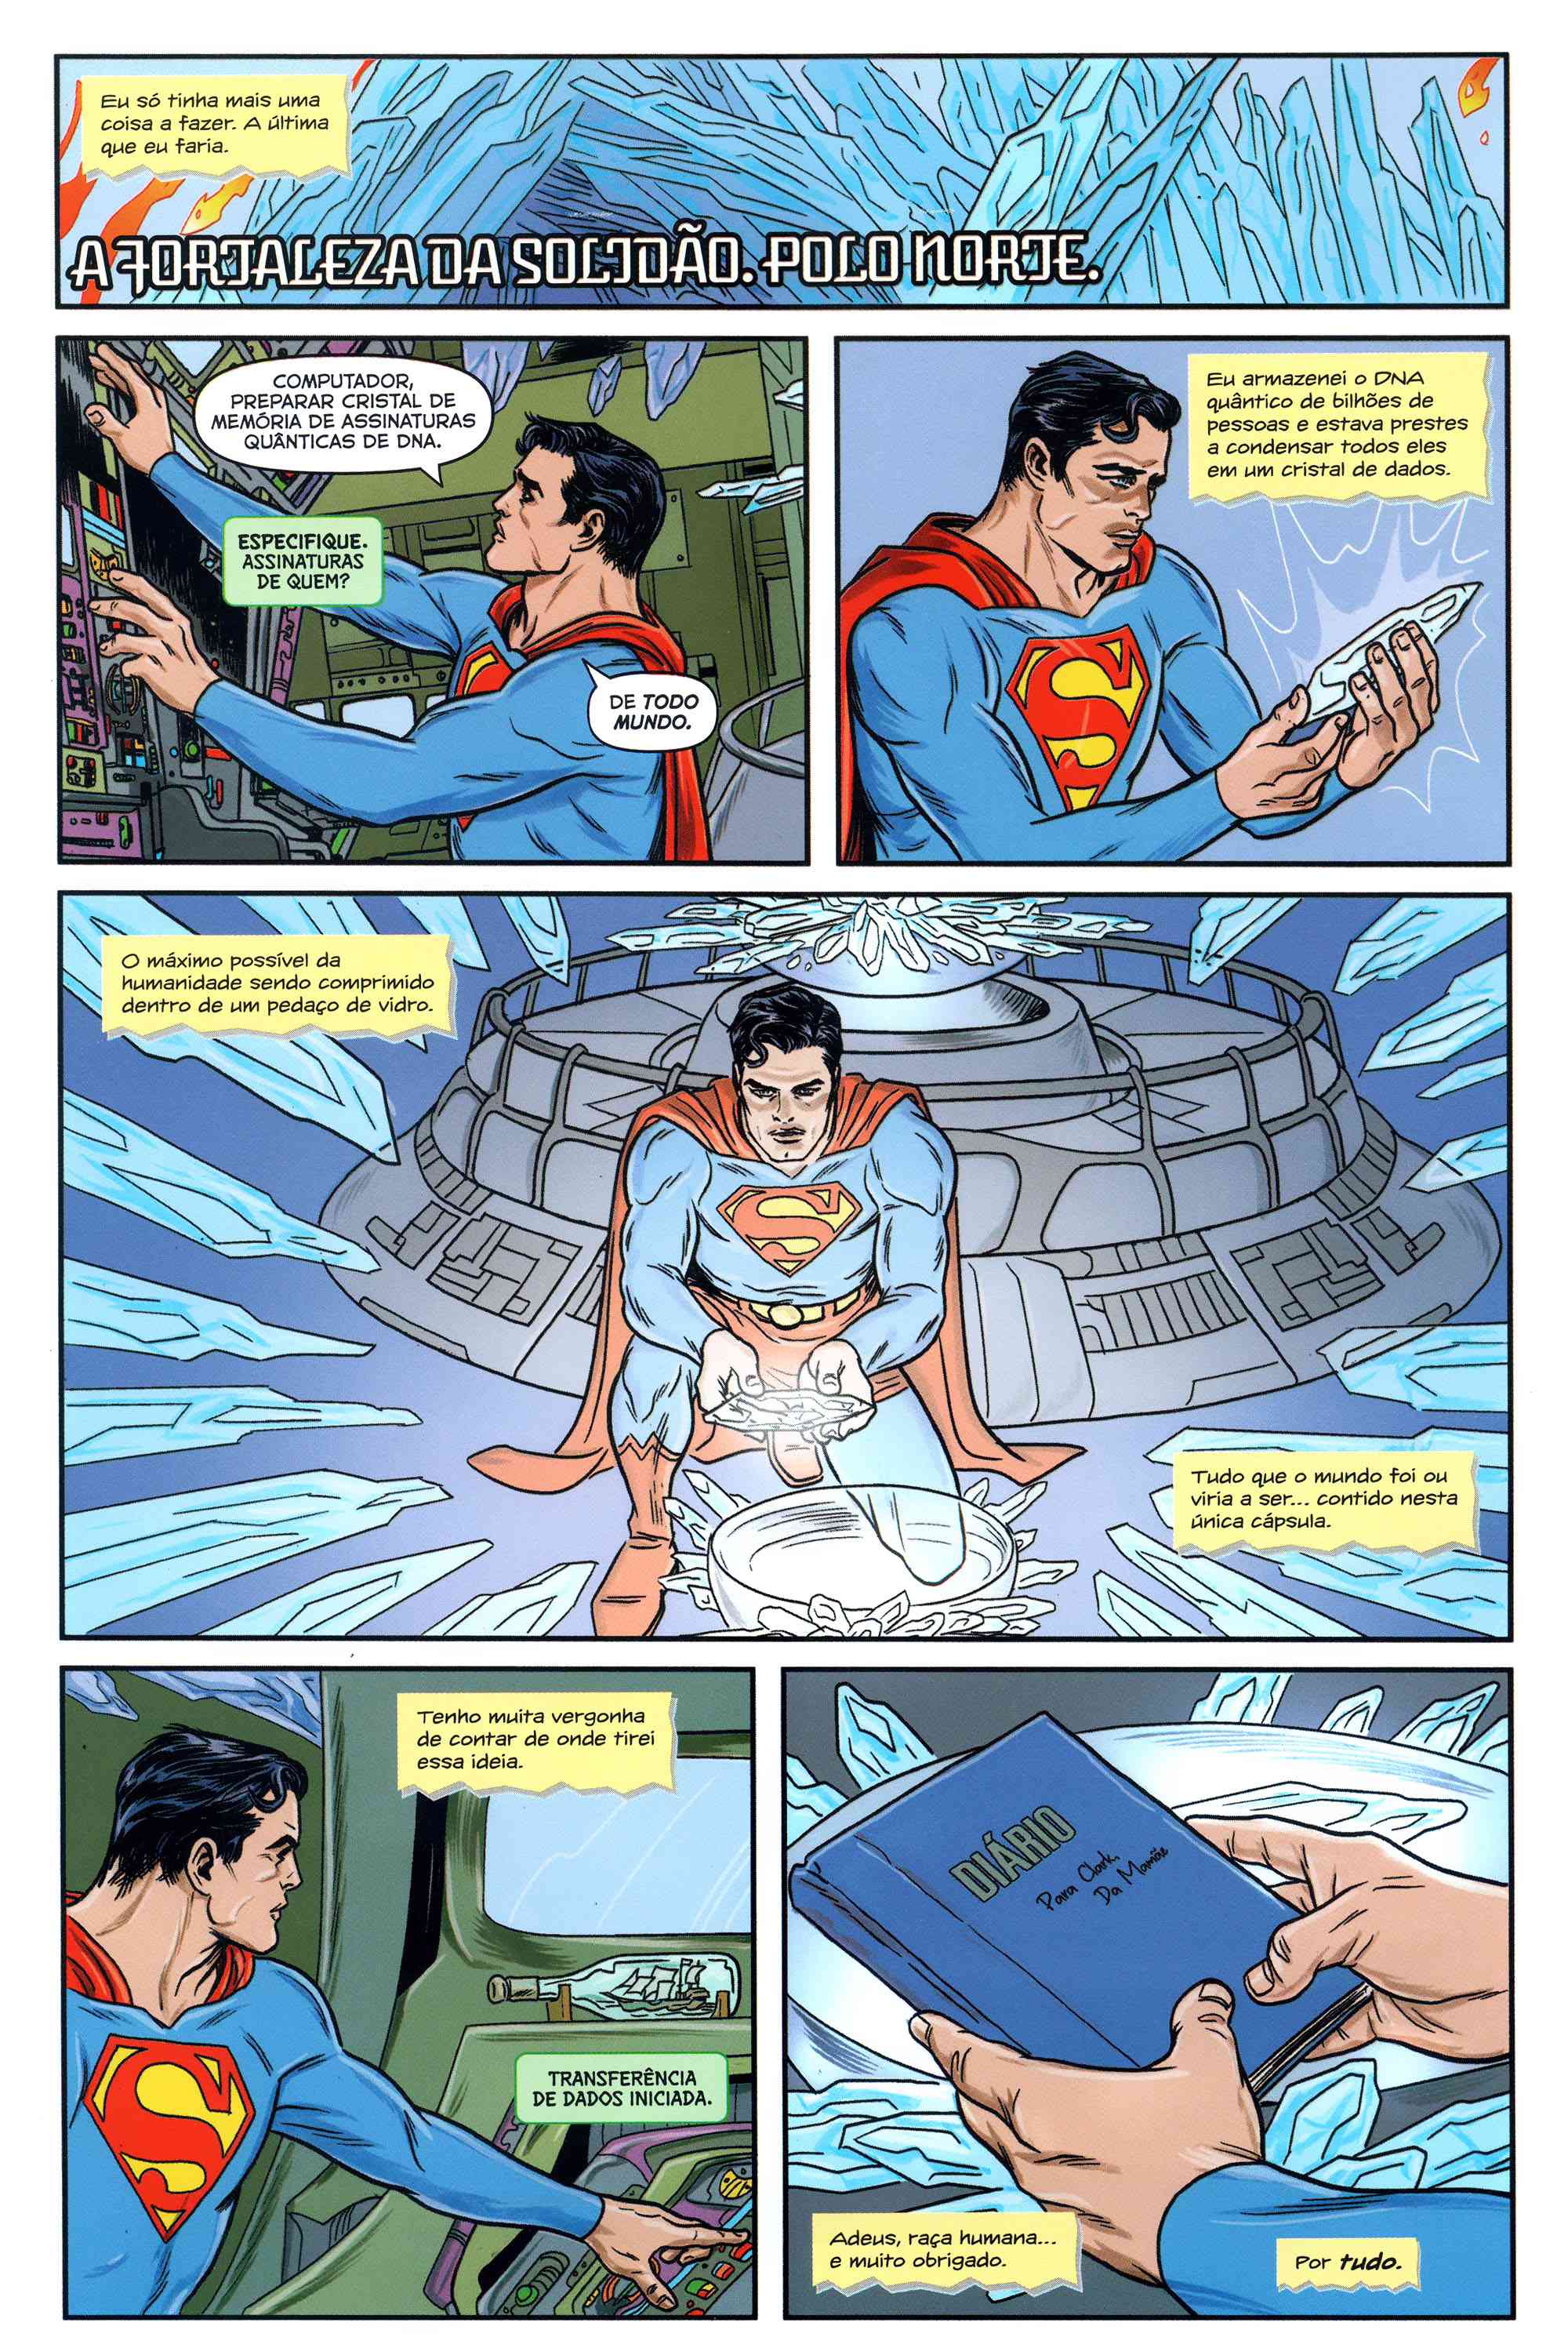 Eu só tinha mais uma
coisa a fazer. A última
que eu faria.
A FORTALEZA DA SOLIDÃO. POLO NORTE.
COMPUTADOR,
PREPARAR CRISTAL DE
MEMÓRIA DE ASSINATURAS
QUÂNTICAS DE DNA.
ESPECIFIQUE.
ASSINATURAS
DE QUEM?
DE TODO
MUNDO.
Eu armazenei o DNA
quântico de bilhões de
pessoas e estava prestes
a condensar todos eles
em um cristal de dados.
O máximo possível da
humanidade sendo comprimido
dentro de um pedaço de vidro.
Tudo que o mundo foi ou
viria a ser... contido nesta
única cápsula.
Tenho muita vergonha
de contar de onde tirei
essa ideia.
TRANSFERÊNCIA
DE DADOS INICIADA.
DIÁRIO
Para Clark,
Da Mamãe
Adeus, raça humana...
e muito obrigado.
Por tudo.